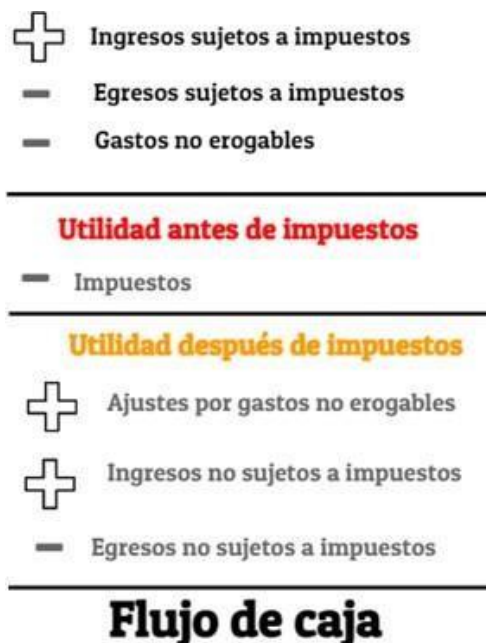 Ingresos sujetos a impuestos
Egresos sujetos a impuestos
Gastos no erogables
Utilidad antes de impuestos
Impuestos
Utilidad después de impuestos
Ajustes por gastos no erogables
Ingresos no sujetos a impuestos
Egresos no sujetos a impuestos
Flujo de caja